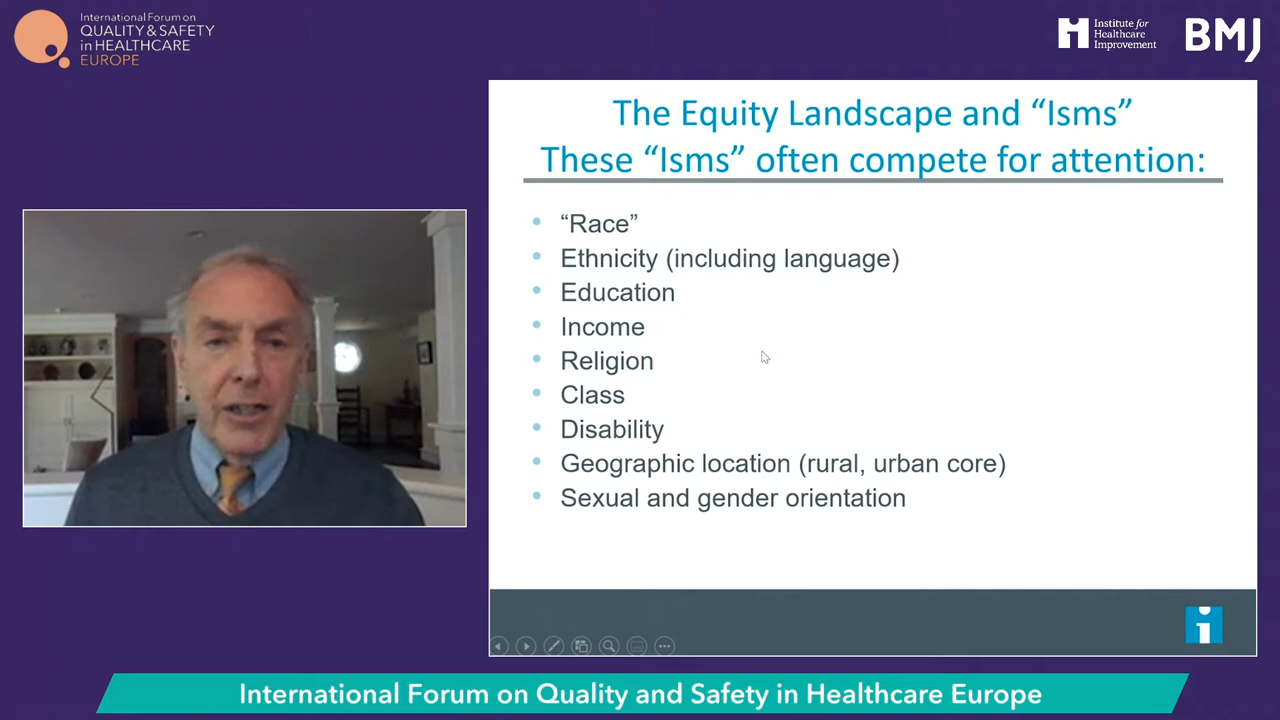 International Forum on
QUALITY & SAFETY
in HEALTHCARE
EUROPE
Institute for
Healthcare
Improvement
BMJ
The Equity Landscape and “Isms”
These “Isms” often compete for attention:
• “Race”
• Ethnicity (including language)
• Education
• Income
• Religion
• Class
• Disability
• Geographic location (rural, urban core)
• Sexual and gender orientation
International Forum on Quality and Safety in Healthcare Europe